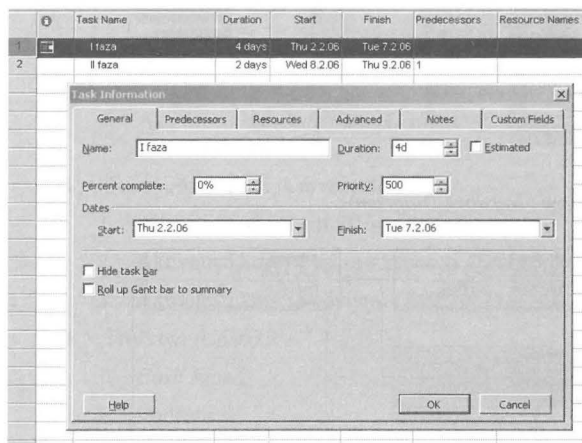 Task Name Duration Start Finish Predecessors Resource Names
1 I faza 4 days Thu 2.2.06 Tue 7.2.06
2 II faza 2 days Wed 8.2.06 Thu 9.2.06 1
Task Information
General Predecessors Resources Advanced Notes Custom Fields
Name: I faza Duration: 4d Estimated
Percent complete: 0% Priority: 500
Dates
Start: Thu 2.2.06 Finish: Tue 7.2.06
Hide task bar
Roll up Gantt bar to summary
Help OK Cancel